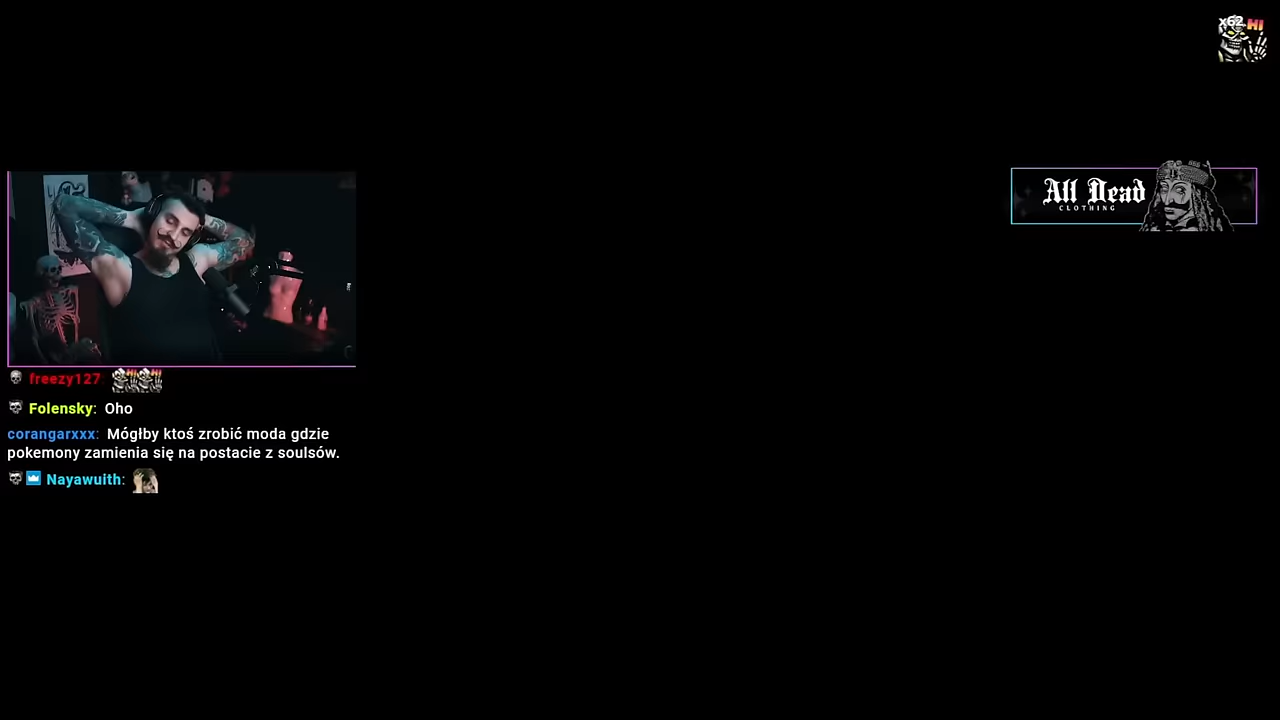 x62
HI
All Dead
CLOTHING
freezy127:
Folensky: Oho
corangarxxx: Mógłby ktoś zrobić moda gdzie
pokemony zamienia się na postacie z soulsów.
Nayawuith: